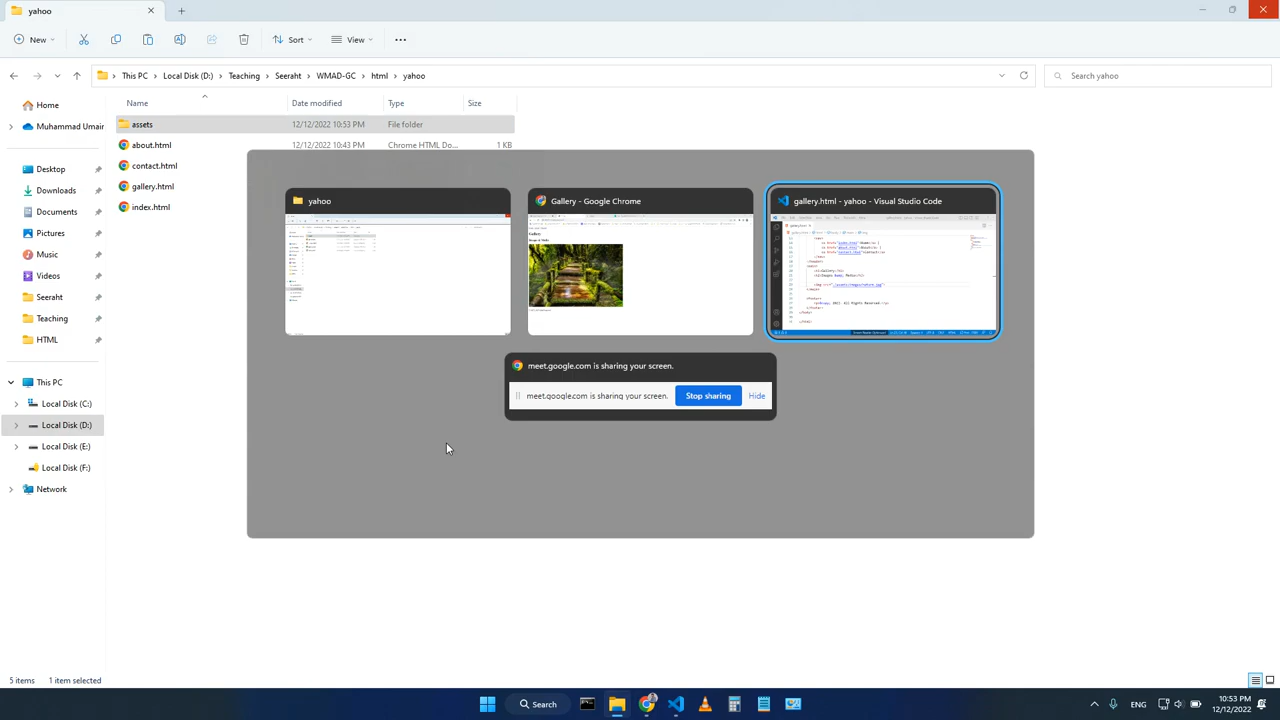 yahoo
New
Sort
View
This PC > Local Disk (D:) > Teaching > Seeraht > WMAD-GC > html > yahoo
Search yahoo
Name Date modified Type Size
assets 12/12/2022 10:53 PM File folder
about.html 12/12/2022 10:43 PM Chrome HTML Do... 1 KB
contact.html
gallery.html
index.html
Home
Muhammad Umair
Desktop
Downloads
Documents
Pictures
Music
Videos
Seeraht
Teaching
HTML
This PC
Local Disk (C:)
Local Disk (D:)
Local Disk (E:)
Local Disk (F:)
Network
yahoo
Gallery - Google Chrome
gallery.html - yahoo - Visual Studio Code
meet.google.com is sharing your screen.
meet.google.com is sharing your screen. Stop sharing Hide
5 items 1 item selected
Search
ENG
10:53 PM
12/12/2022